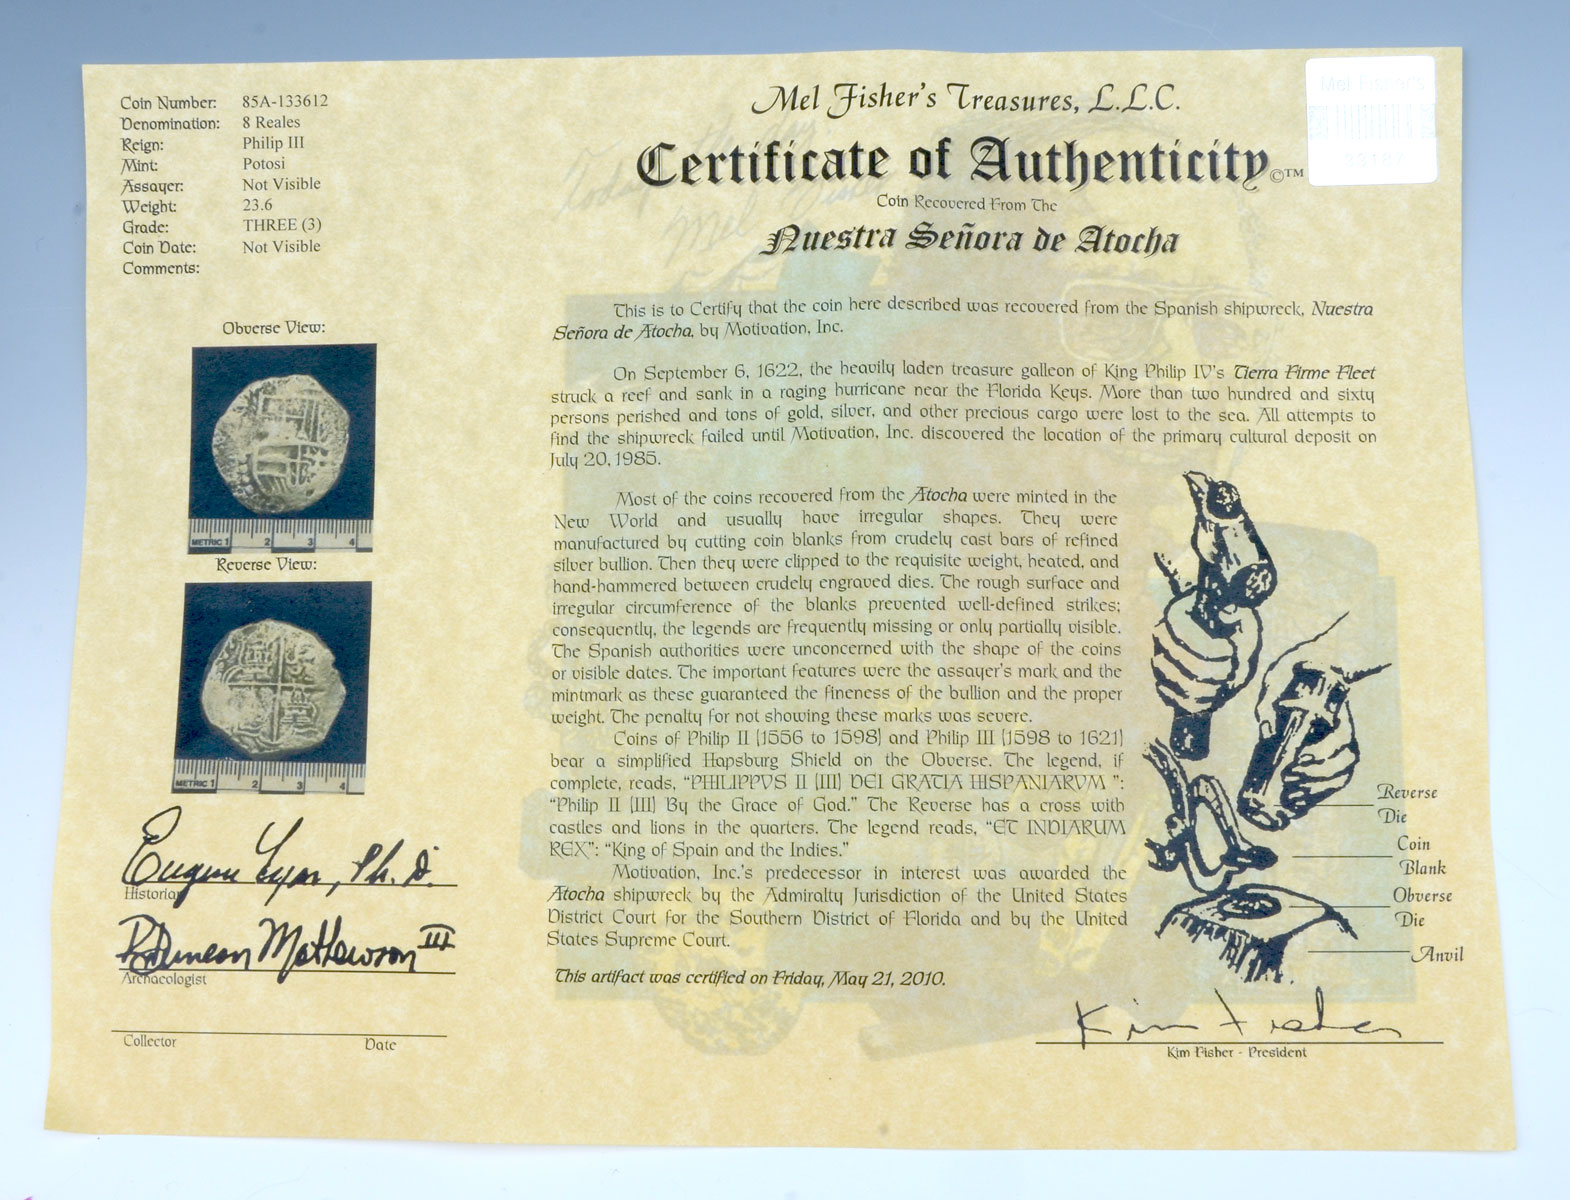 Coin Number: 85A-133612
Denomination: 8 Reales
Reign: Philip III
Mint: Potosi
Assayer: Not Visible
Weight: 23.6
Grade: THREE (3)
Coin Date: Not Visible
Comments:
Obverse View:
METRIC 1 2 3 4
Reverse View:
METRIC 1 2 3 4
Eugene Lyon, Ph.D.
Historian
R. Duncan Mathewson III
Archaeologist
Collector Date
Mel Fisher's Treasures, L.L.C.
Certificate of Authenticity ©™
Coin Recovered From The
Nuestra Señora de Atocha
Mel Fisher's
33187
This is to Certify that the coin here described was recovered from the Spanish shipwreck, Nuestra
Señora de Atocha, by Motivation, Inc.
On September 6, 1622, the heavily laden treasure galleon of King Philip IV's Tierra Firme Fleet
struck a reef and sank in a raging hurricane near the Florida Keys. More than two hundred and sixty
persons perished and tons of gold, silver, and other precious cargo were lost to the sea. All attempts to
find the shipwreck failed until Motivation, Inc. discovered the location of the primary cultural deposit on
July 20, 1985.
Most of the coins recovered from the Atocha were minted in the
New World and usually have irregular shapes. They were
manufactured by cutting coin blanks from crudely cast bars of refined
silver bullion. Then they were clipped to the requisite weight, heated, and
hand-hammered between crudely engraved dies. The rough surface and
irregular circumference of the blanks prevented well-defined strikes;
consequently, the legends are frequently missing or only partially visible.
The Spanish authorities were unconcerned with the shape of the coins
or visible dates. The important features were the assayer's mark and the
mintmark as these guaranteed the fineness of the bullion and the proper
weight. The penalty for not showing these marks was severe.
Coins of Philip II (1556 to 1598) and Philip III (1598 to 1621)
bear a simplified Hapsburg Shield on the Obverse. The legend, if
complete, reads, "PHILIPPVS II (III) DEI GRATIA HISPANIARVM ":
"Philip II (III) By the Grace of God." The Reverse has a cross with
castles and lions in the quarters. The legend reads, "ET INDIARUM
REX": "King of Spain and the Indies."
Motivation, Inc.'s predecessor in interest was awarded the
Atocha shipwreck by the Admiralty Jurisdiction of the United States
District Court for the Southern District of Florida and by the United
States Supreme Court.
This artifact was certified on Friday, May 21, 2010.
Reverse
Die
Coin
Blank
Obverse
Die
Anvil
Kim Fisher
Kim Fisher - President